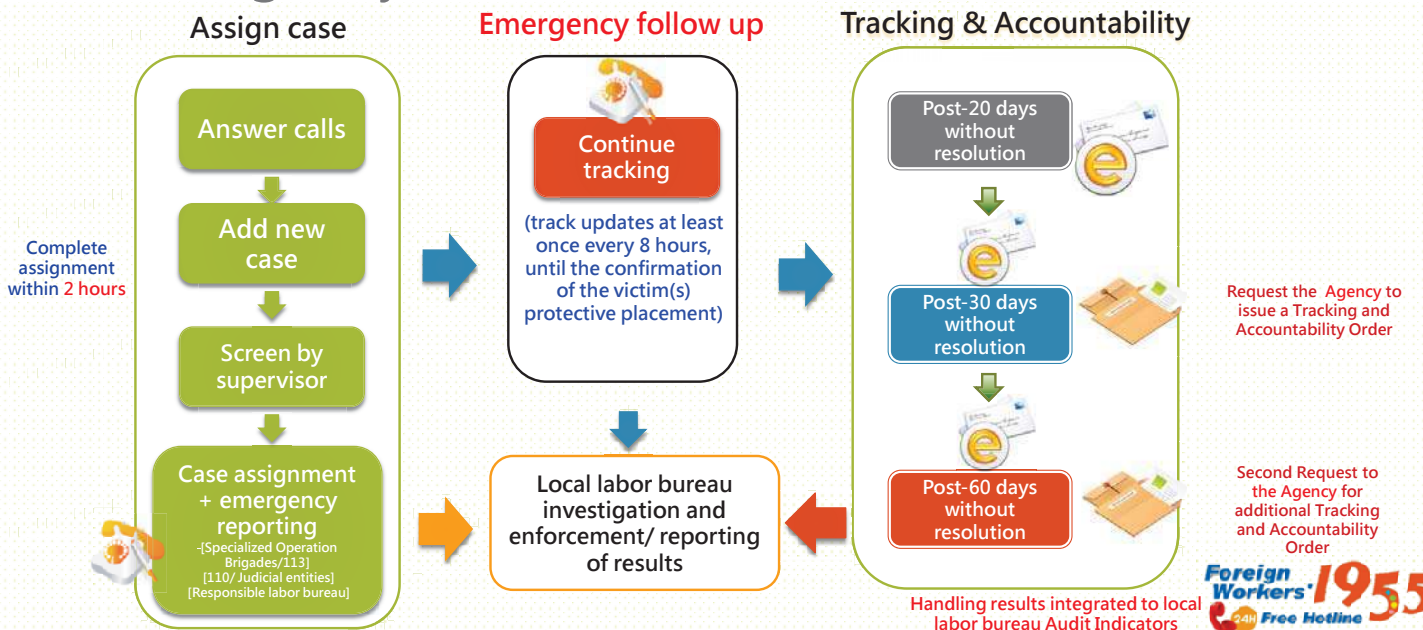 Assign case
Emergency follow up
Tracking & Accountability
Complete
assignment
within 2 hours
Answer calls
Add new
case
Screen by
supervisor
Case assignment
+ emergency
reporting
-[Specialized Operation
Brigades/113]
[110/ Judicial entities]
[Responsible labor bureau]
Continue
tracking
(track updates at least
once every 8 hours,
until the confirmation
of the victim(s)
protective placement)
Local labor bureau
investigation and
enforcement/ reporting
of results
Post-20 days
without
resolution
e
e
Post-30 days
without
resolution
e
Post-60 days
without
resolution
Request the Agency to
issue a Tracking and
Accountability Order
Second Request to
the Agency for
additional Tracking
and Accountability
Order
Handling results integrated to local
labor bureau Audit Indicators
Foreign
Workers' 1955
24H Free Hotline